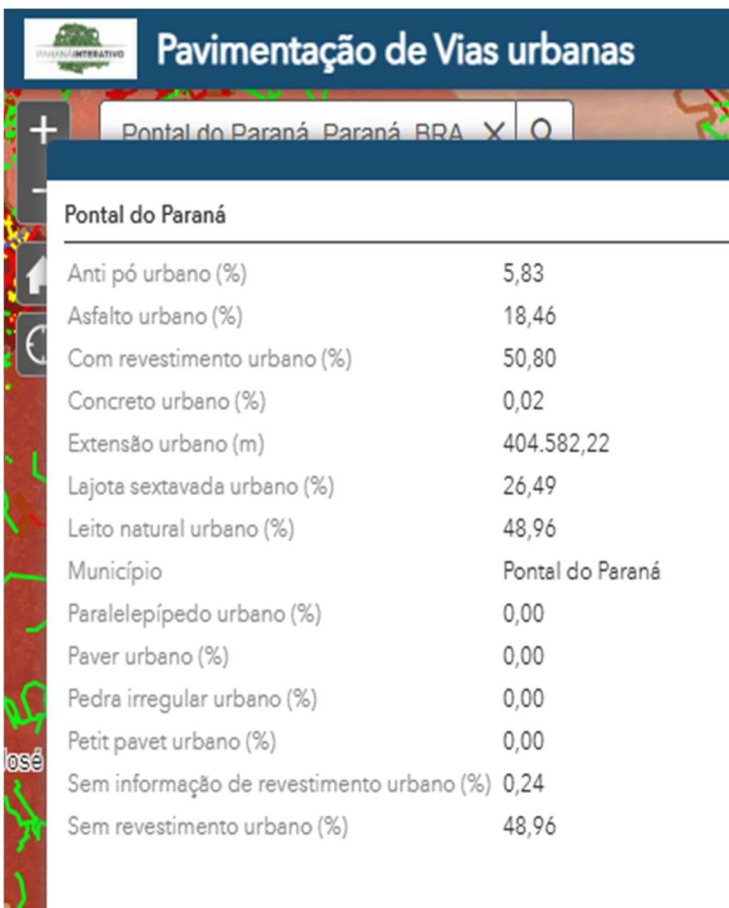 PARANÁ INTERATIVO
Pavimentação de Vias urbanas
+
Pontal do Paraná, Paraná, BRA
Pontal do Paraná
Anti pó urbano (%) 5,83
Asfalto urbano (%) 18,46
Com revestimento urbano (%) 50,80
Concreto urbano (%) 0,02
Extensão urbano (m) 404.582,22
Lajota sextavada urbano (%) 26,49
Leito natural urbano (%) 48,96
Município Pontal do Paraná
Paralelepípedo urbano (%) 0,00
Paver urbano (%) 0,00
Pedra irregular urbano (%) 0,00
Petit pavet urbano (%) 0,00
José
Sem informação de revestimento urbano (%) 0,24
Sem revestimento urbano (%) 48,96